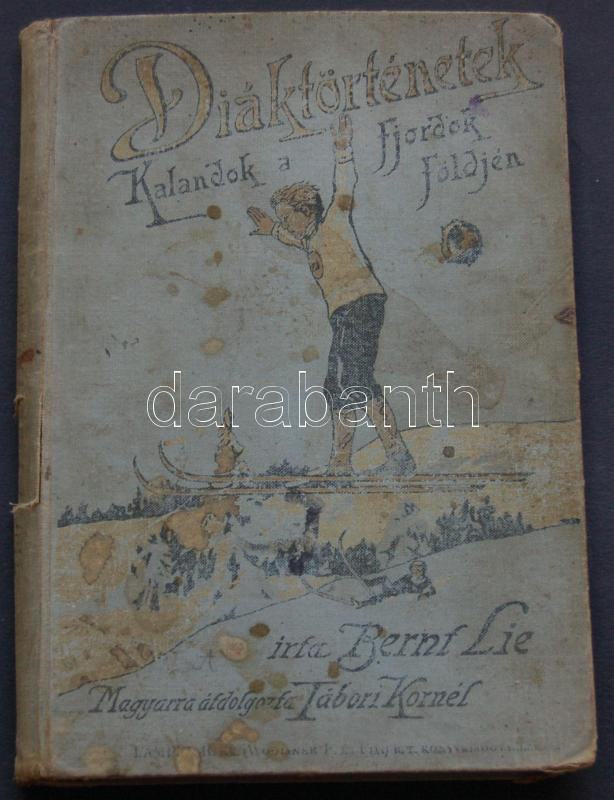 Diáktörténetek
Kalandok a Fjordok
Földjén
darabanth
irta Bernt Lie
Magyarra átdolgozta Tábori Kornél